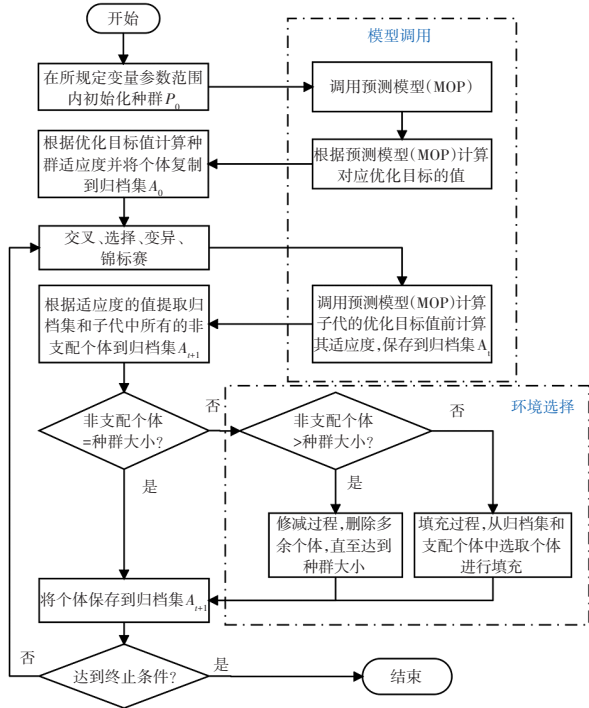 开始
模型调用
在所规定变量参数范围
内初始化种群P0
调用预测模型(MOP)
根据优化目标值计算种
群适应度并将个体复制
到归档集A0
根据预测模型(MOP)计算
对应优化目标的值
交叉、选择、变异、
锦标赛
根据适应度的值提取归
档集和子代中所有的非
支配个体到归档集At+1
调用预测模型(MOP)计算
子代的优化目标值前计算
其适应度,保存到归档集At
环境选择
非支配个体
=种群大小?
否
非支配个体
>种群大小?
否
是
是
修减过程,删除多
余个体,直至达到
种群大小
填充过程,从归档集和
支配个体中选取个体
进行填充
将个体保存到归档集At+1
否
达到终止条件?
是
结束